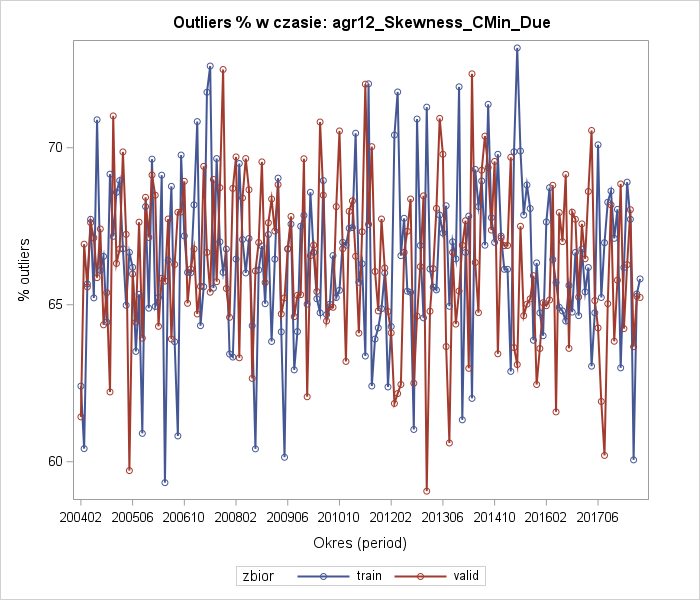 Outliers % w czasie: agr12_Skewness_CMin_Due
% outliers
70
65
60
200402 200506 200610 200802 200906 201010 201202 201306 201410 201602 201706
Okres (period)
zbior train valid